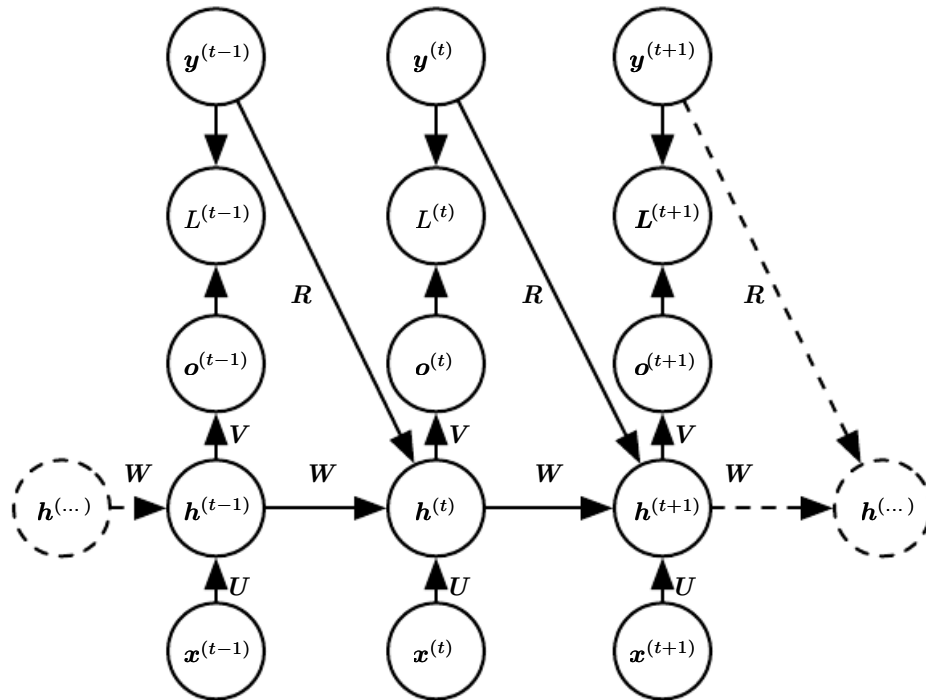 y^(t−1) y^(t) y^(t+1)
L^(t−1) L^(t) L^(t+1)
R R R
o^(t−1) o^(t) o^(t+1)
V V V
W W W W
h^(...) h^(t−1) h^(t) h^(t+1) h^(...)
U U U
x^(t−1) x^(t) x^(t+1)